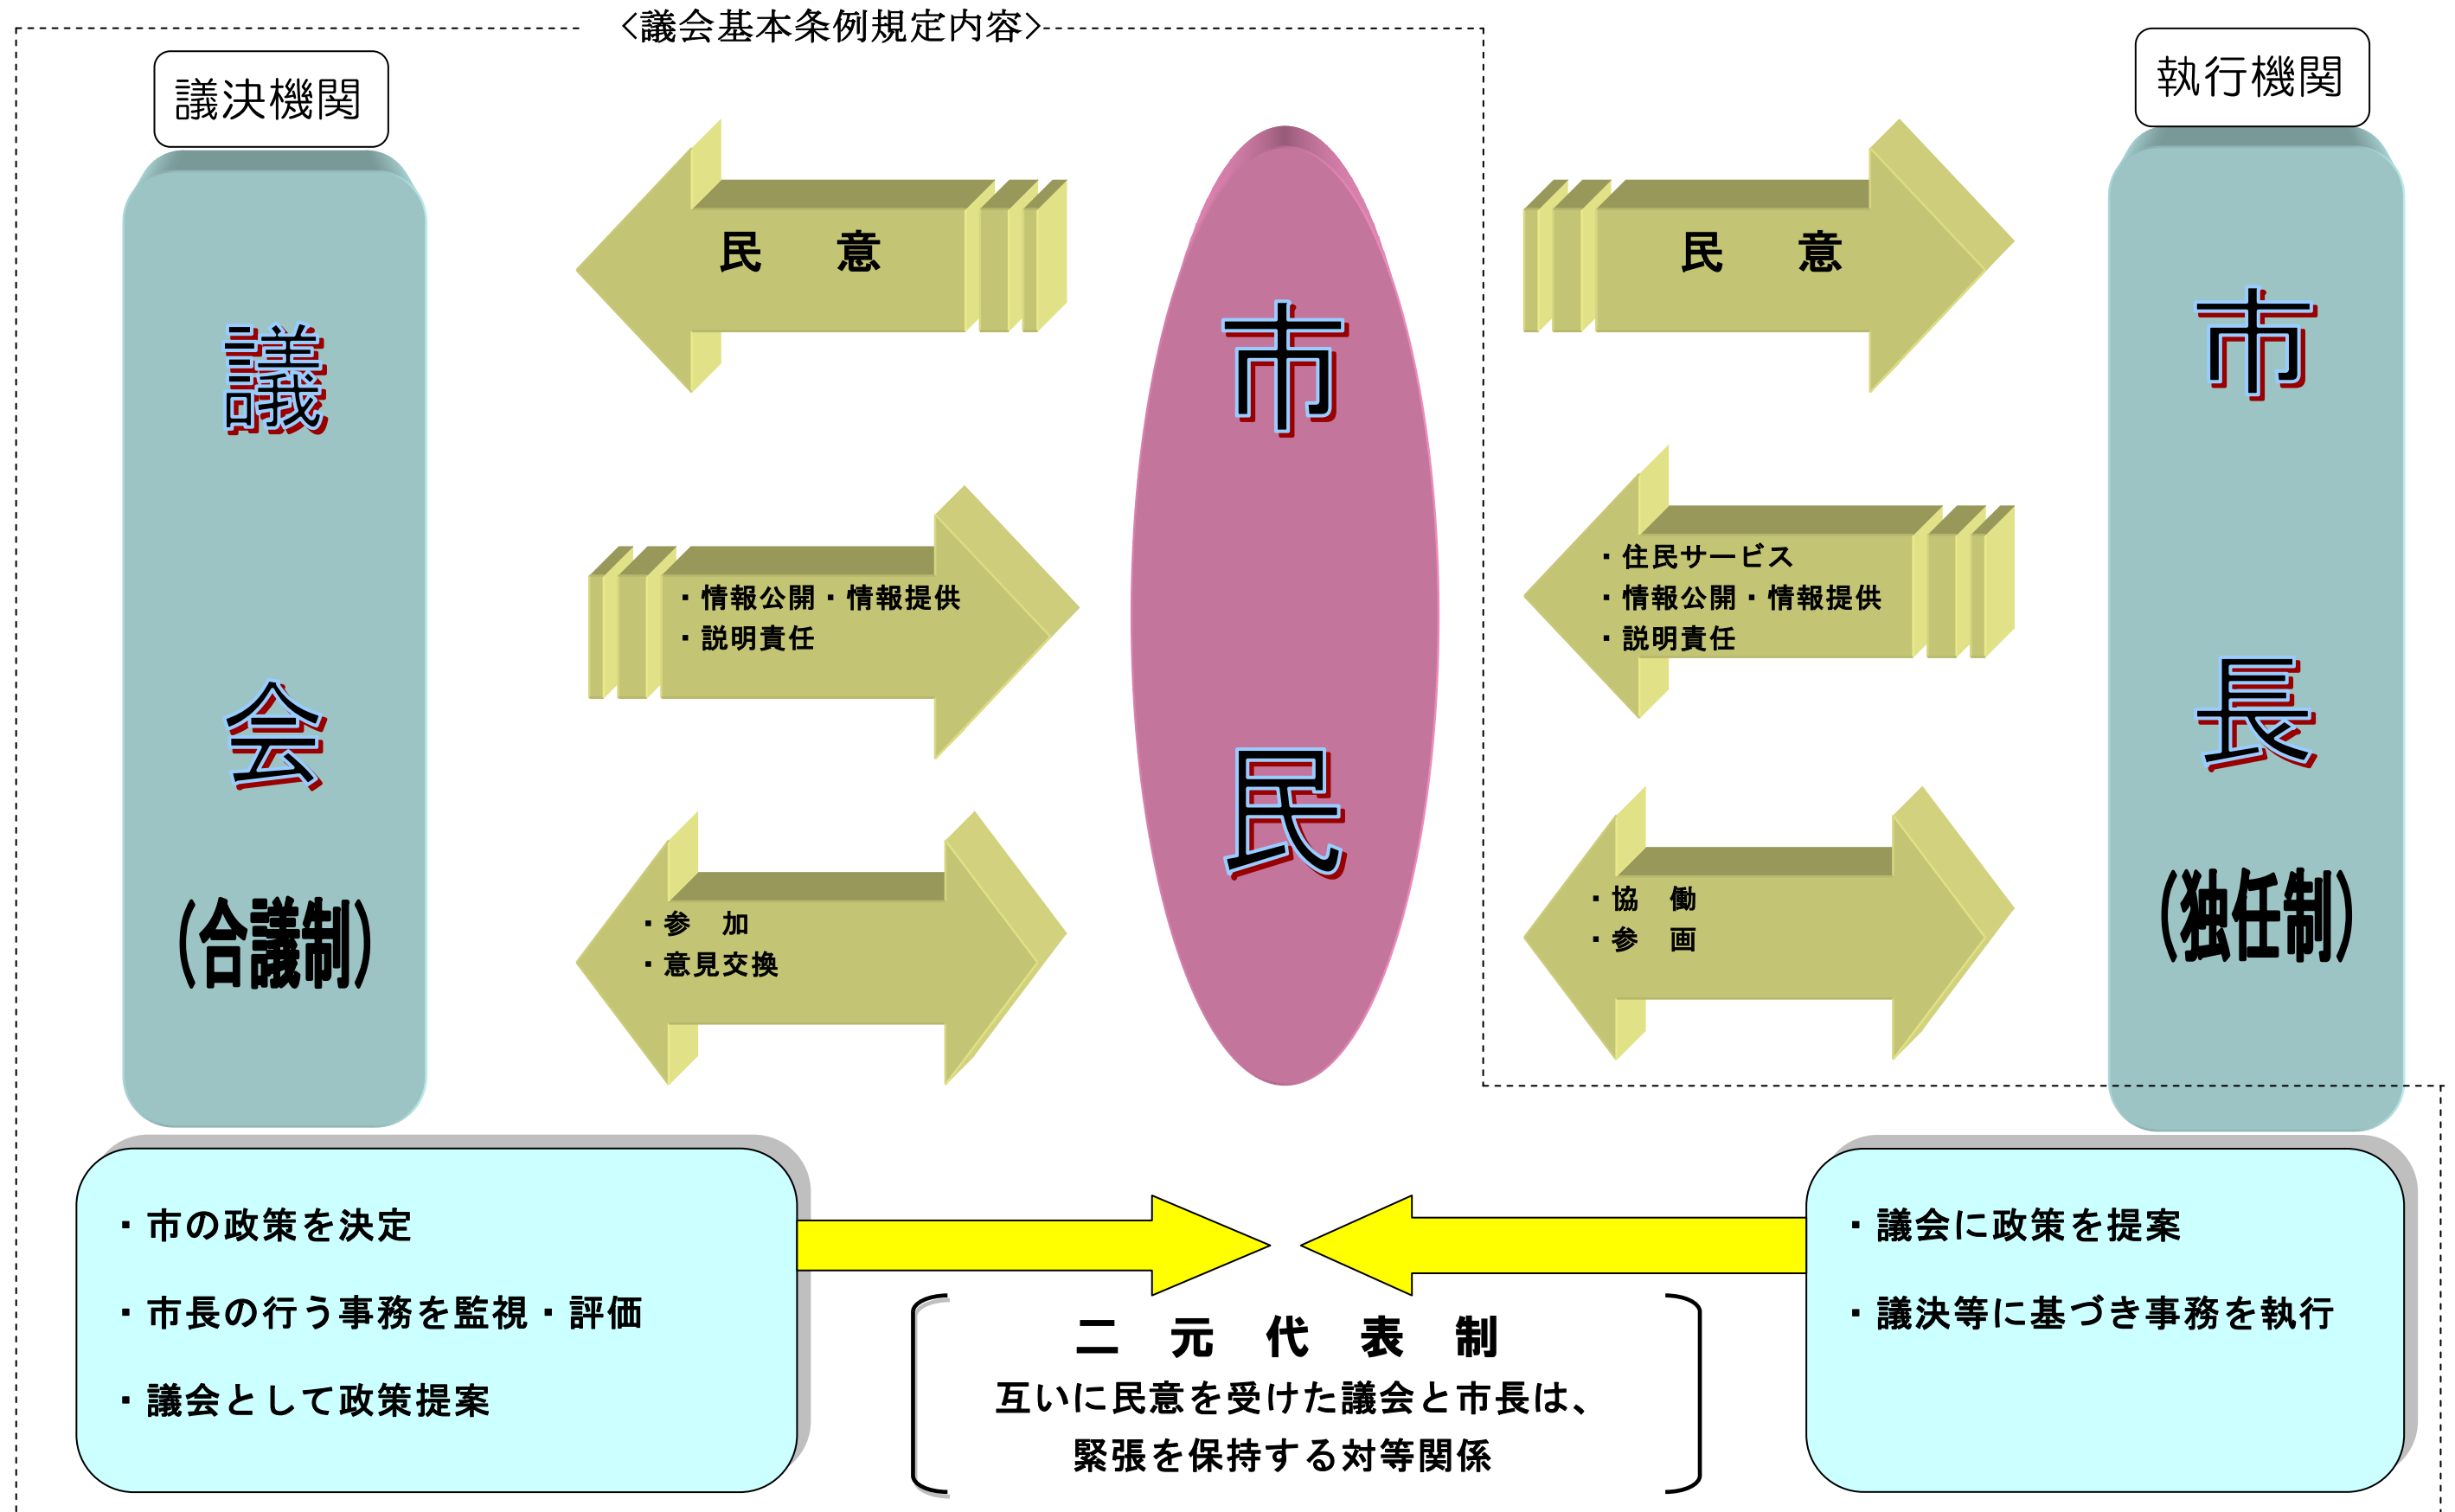 <議会基本条例規定内容>
議決機関
執行機関
議会
(合議制)
民　意
・情報公開・情報提供
・説明責任
・参　加
・意見交換
市民
民　意
・住民サービス
・情報公開・情報提供
・説明責任
・協　働
・参　画
市長
(独任制)
・市の政策を決定
・市長の行う事務を監視・評価
・議会として政策提案
二 元 代 表 制
互いに民意を受けた議会と市長は、
緊張を保持する対等関係
・議会に政策を提案
・議決等に基づき事務を執行